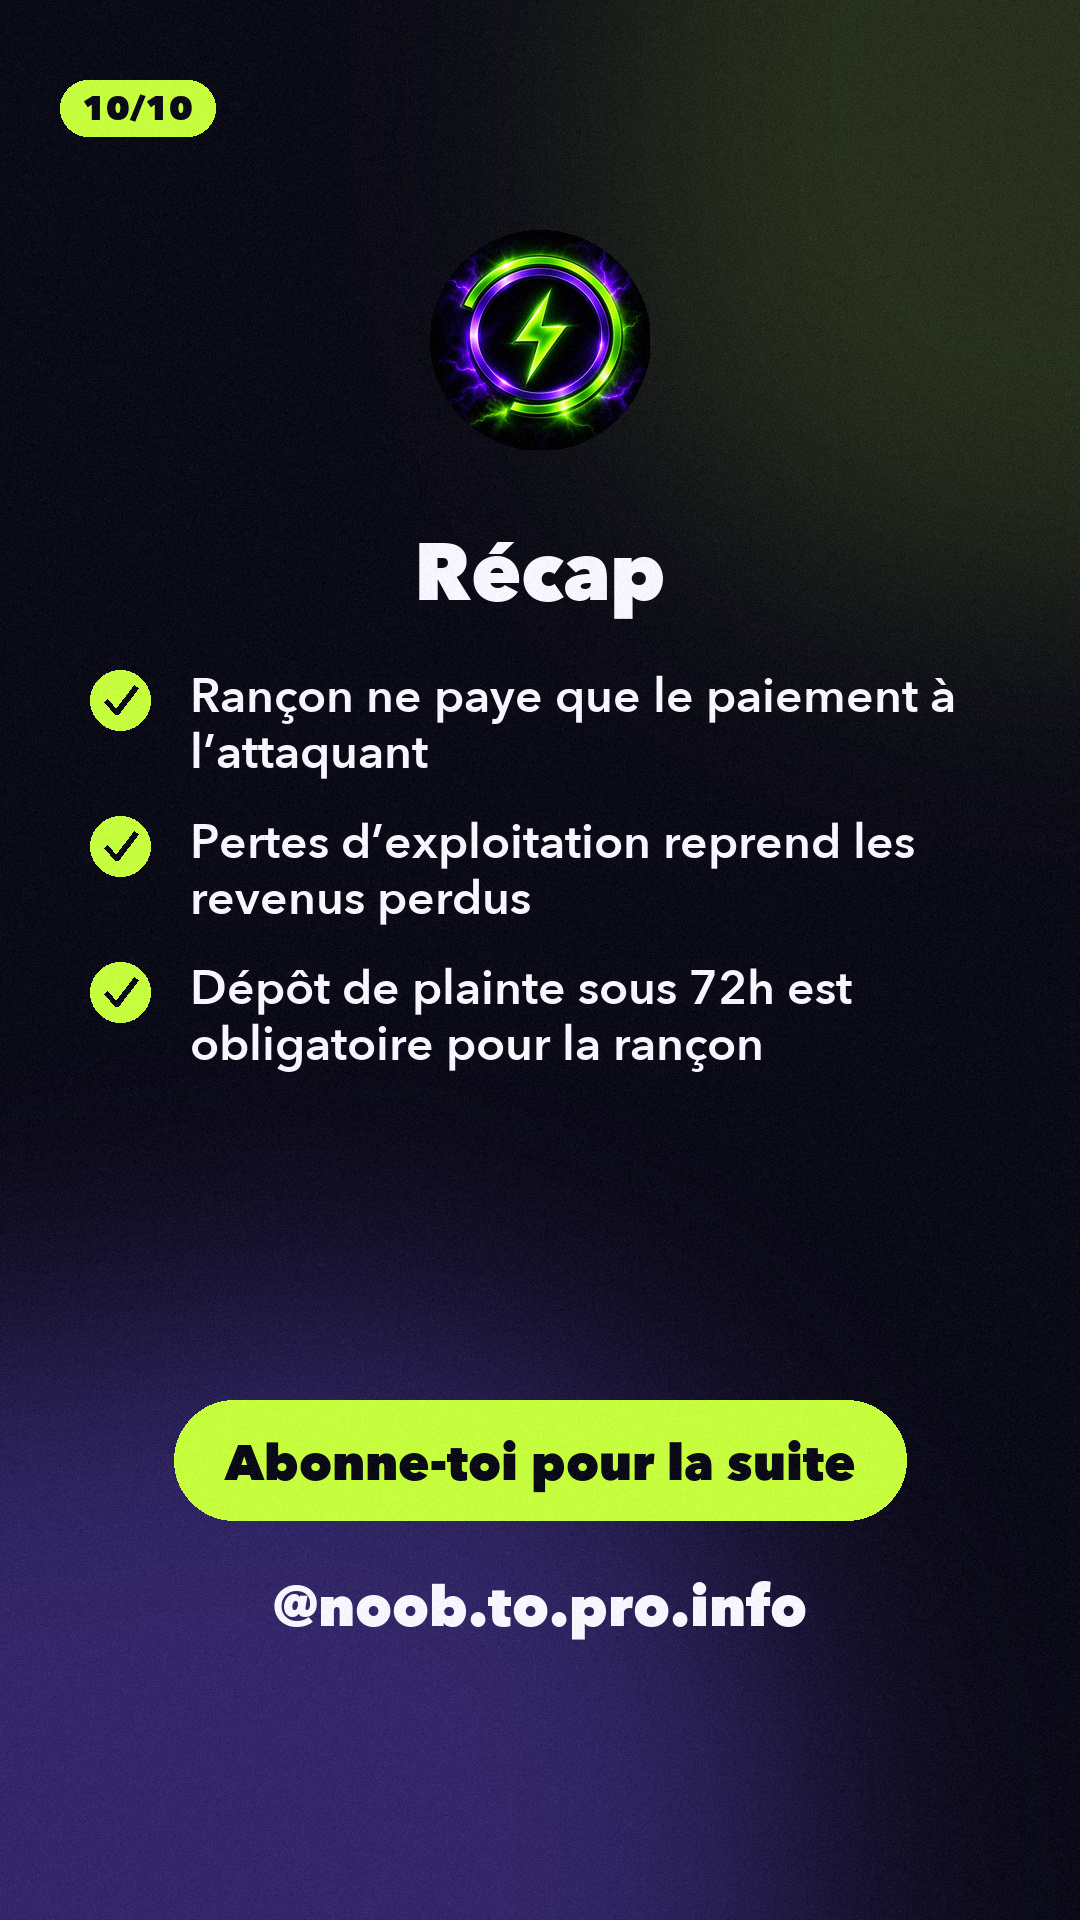 10/10
Récap
Rançon ne paye que le paiement à
l’attaquant
Pertes d’exploitation reprend les
revenus perdus
Dépôt de plainte sous 72h est
obligatoire pour la rançon
Abonne-toi pour la suite
@noob.to.pro.info